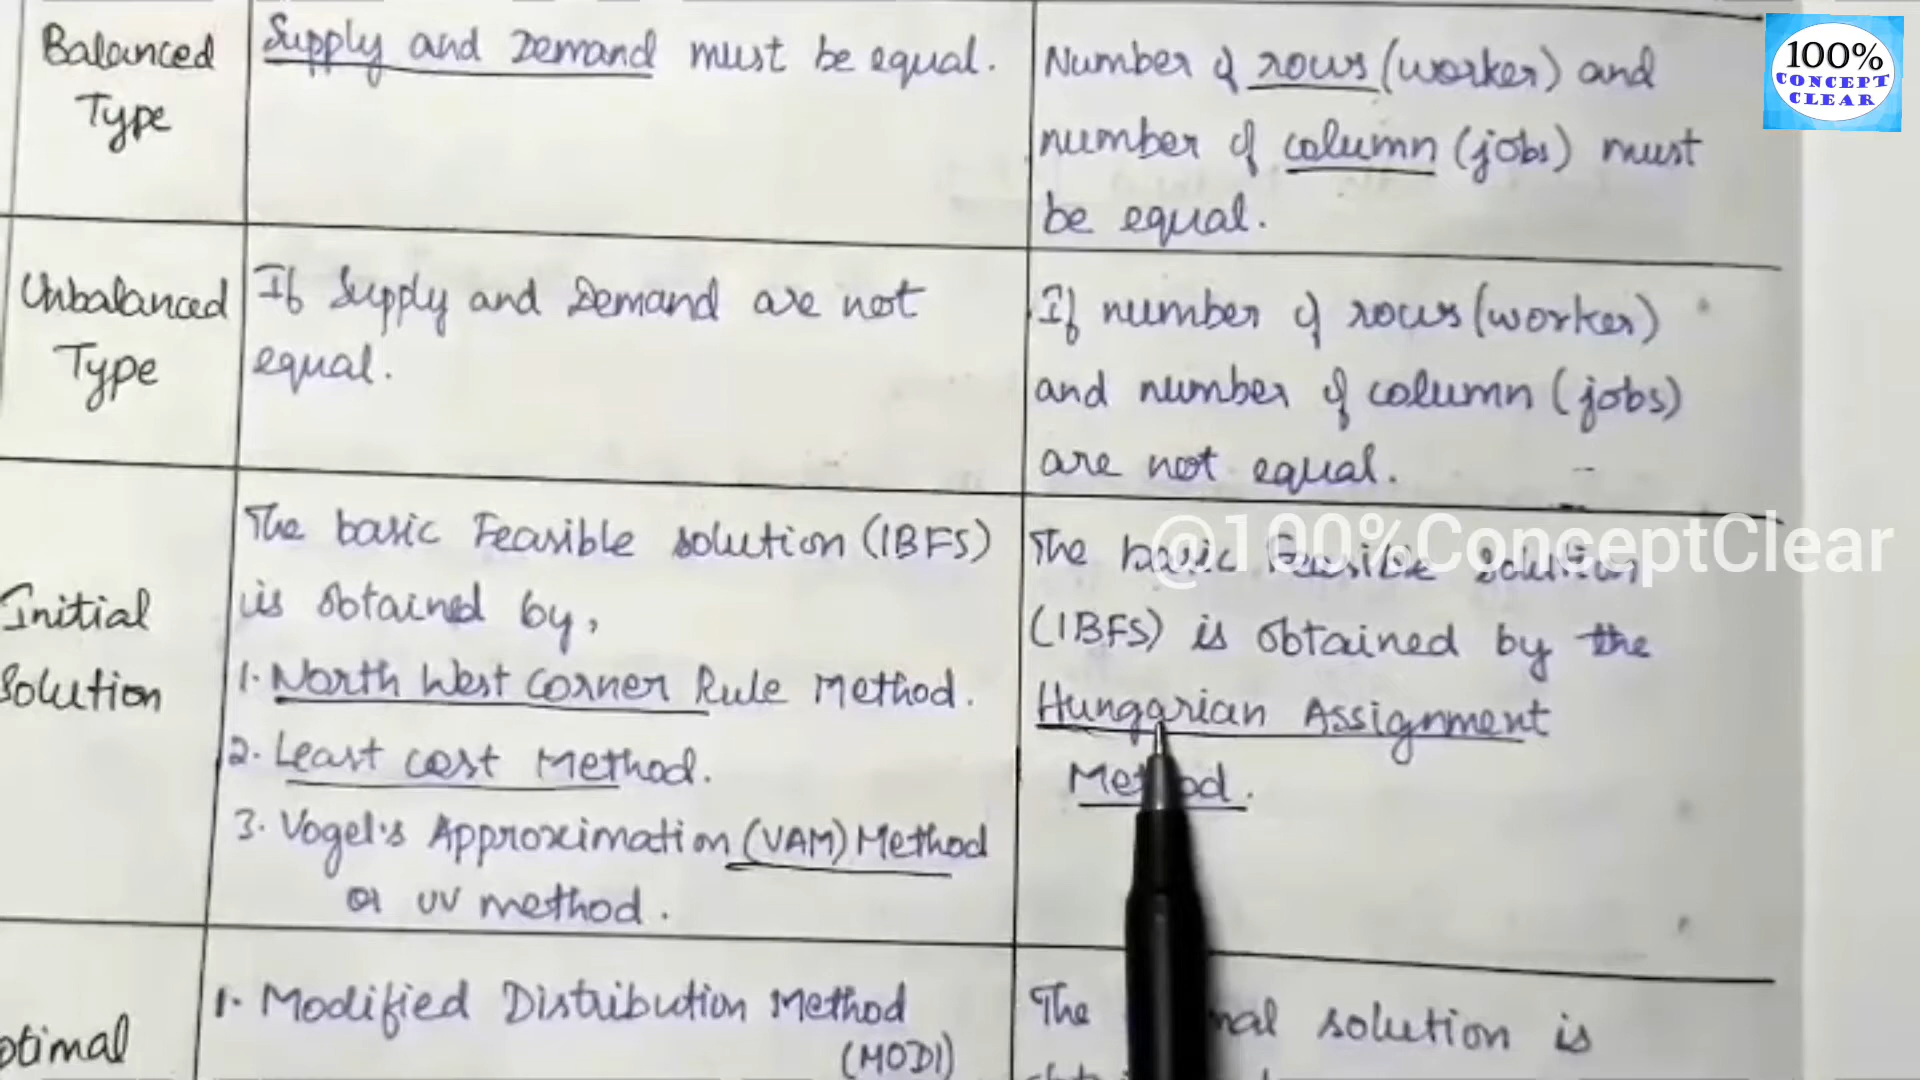 Balanced
Type
Supply and Demand must be equal.
Number of rows (worker) and
number of column (jobs) must
be equal.
100%
CONCEPT
CLEAR
Unbalanced
Type
If Supply and Demand are not
equal.
If number of rows (worker)
and number of column (jobs)
are not equal.
Initial
Solution
The basic Feasible solution (IBFS)
is obtained by,
1. North West Corner Rule Method.
2. Least cost Method.
3. Vogel's Approximation (VAM) Method
or UV method.
@100%ConceptClear
The basic Feasible solution
(IBFS) is obtained by the
Hungarian Assignment
Method.
1. Modified Distribution Method
(MODI)
The solution is